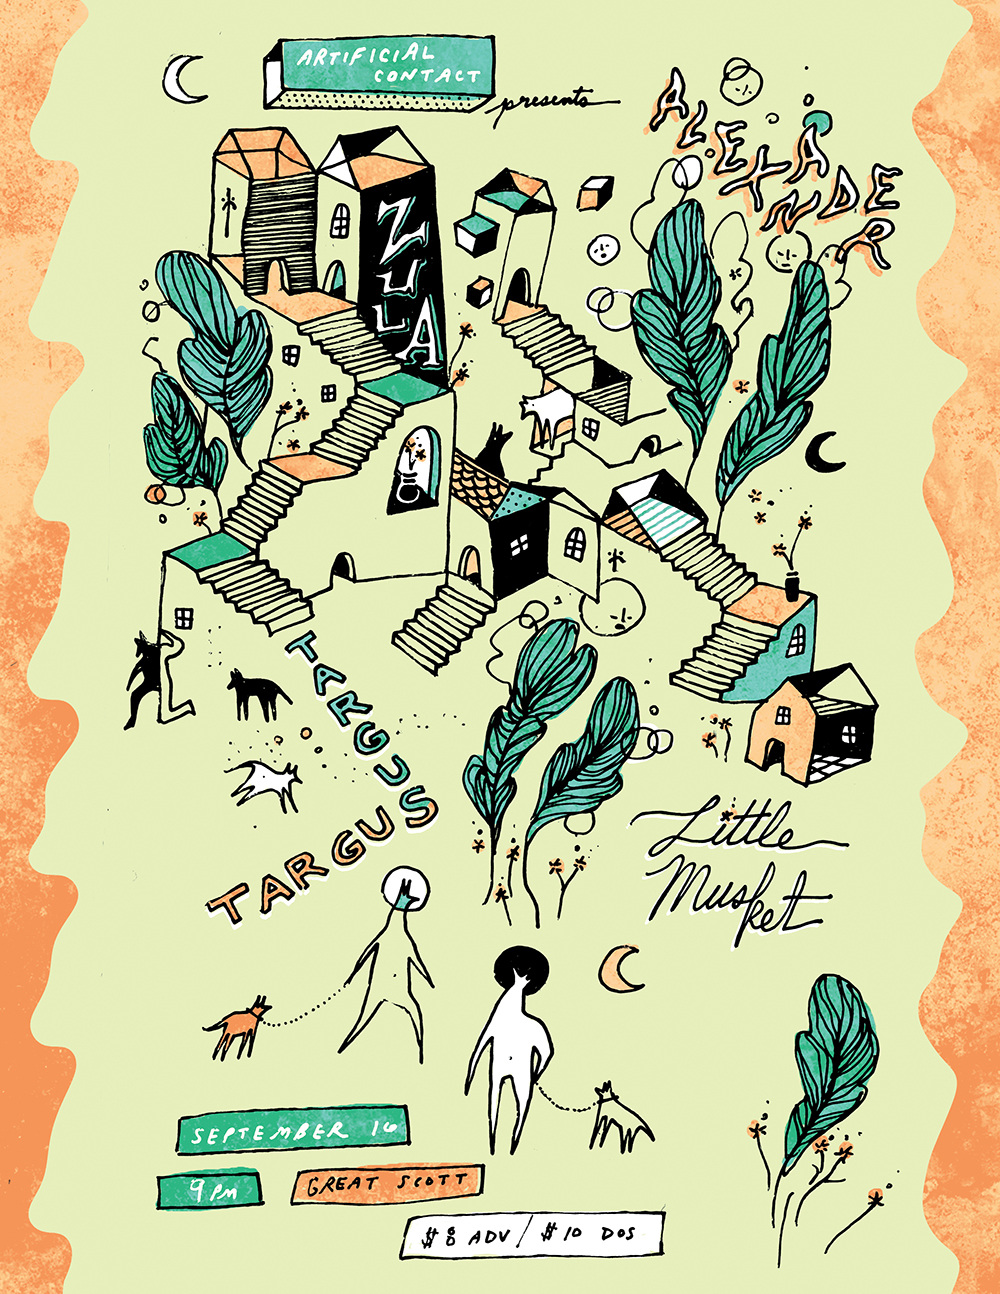 ARTIFICIAL
CONTACT
presents
ALEXANDER
ZULA
TARGUS
TARGUS
Little
Musket
SEPTEMBER 16
9 PM
GREAT SCOTT
$8 ADV / $10 DOS